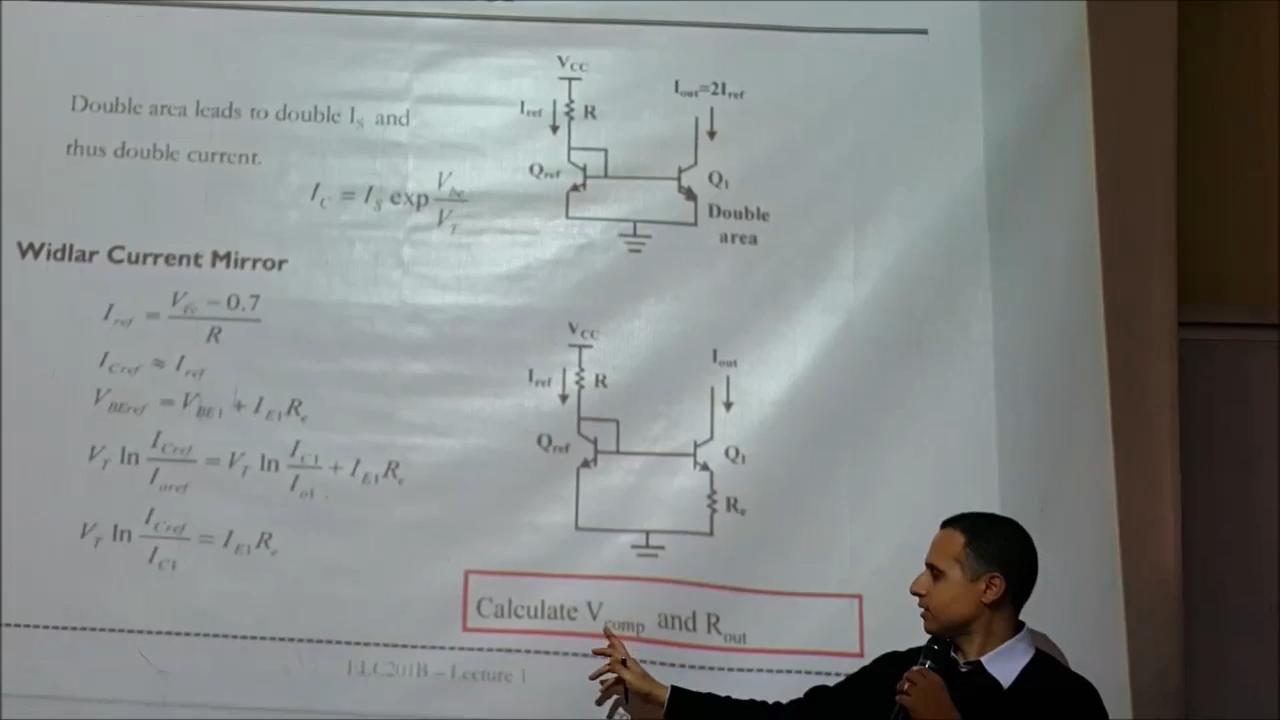 Double area leads to double I_s and
thus double current.
I_C = I_S exp V_be / V_T
V_CC
I_ref R
I_out=2I_ref
Q_ref
Q_1
Double
area
Widlar Current Mirror
I_ref = V_cc − 0.7 / R
I_Cref ≈ I_ref
V_BEref = V_BE1 + I_E1 R_e
V_T ln I_Cref / I_oref = V_T ln I_C1 / I_o1 + I_E1 R_e
V_T ln I_Cref / I_C1 = I_E1 R_e
V_CC
I_ref R
I_out
Q_ref
Q_1
R_e
Calculate V_comp and R_out
ELC201B – Lecture 1